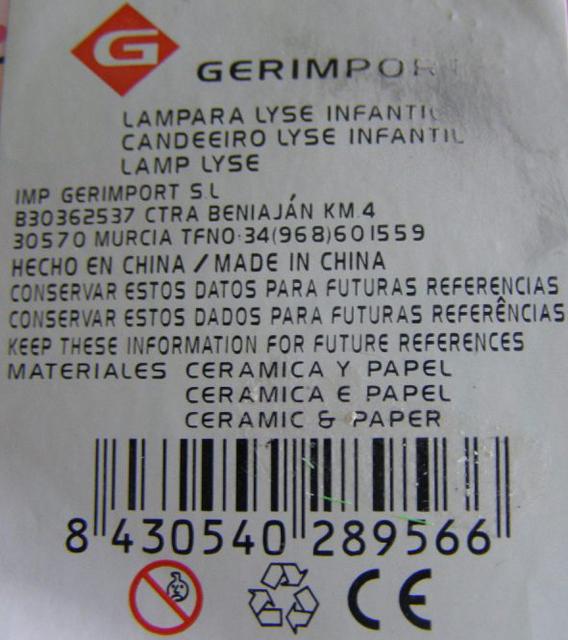 G GERIMPORT
LAMPARA LYSE INFANTIL
CANDEEIRO LYSE INFANTIL
LAMP LYSE
IMP GERIMPORT S.L
B30362537 CTRA BENIAJÁN KM.4
30570 MURCIA TFNO·34(968)601559
HECHO EN CHINA / MADE IN CHINA
CONSERVAR ESTOS DATOS PARA FUTURAS REFERENCIAS
CONSERVAR ESTOS DADOS PARA FUTURAS REFERÊNCIAS
KEEP THESE INFORMATION FOR FUTURE REFERENCES
MATERIALES CERAMICA Y PAPEL
CERAMICA E PAPEL
CERAMIC & PAPER
8 430540 289566
CE